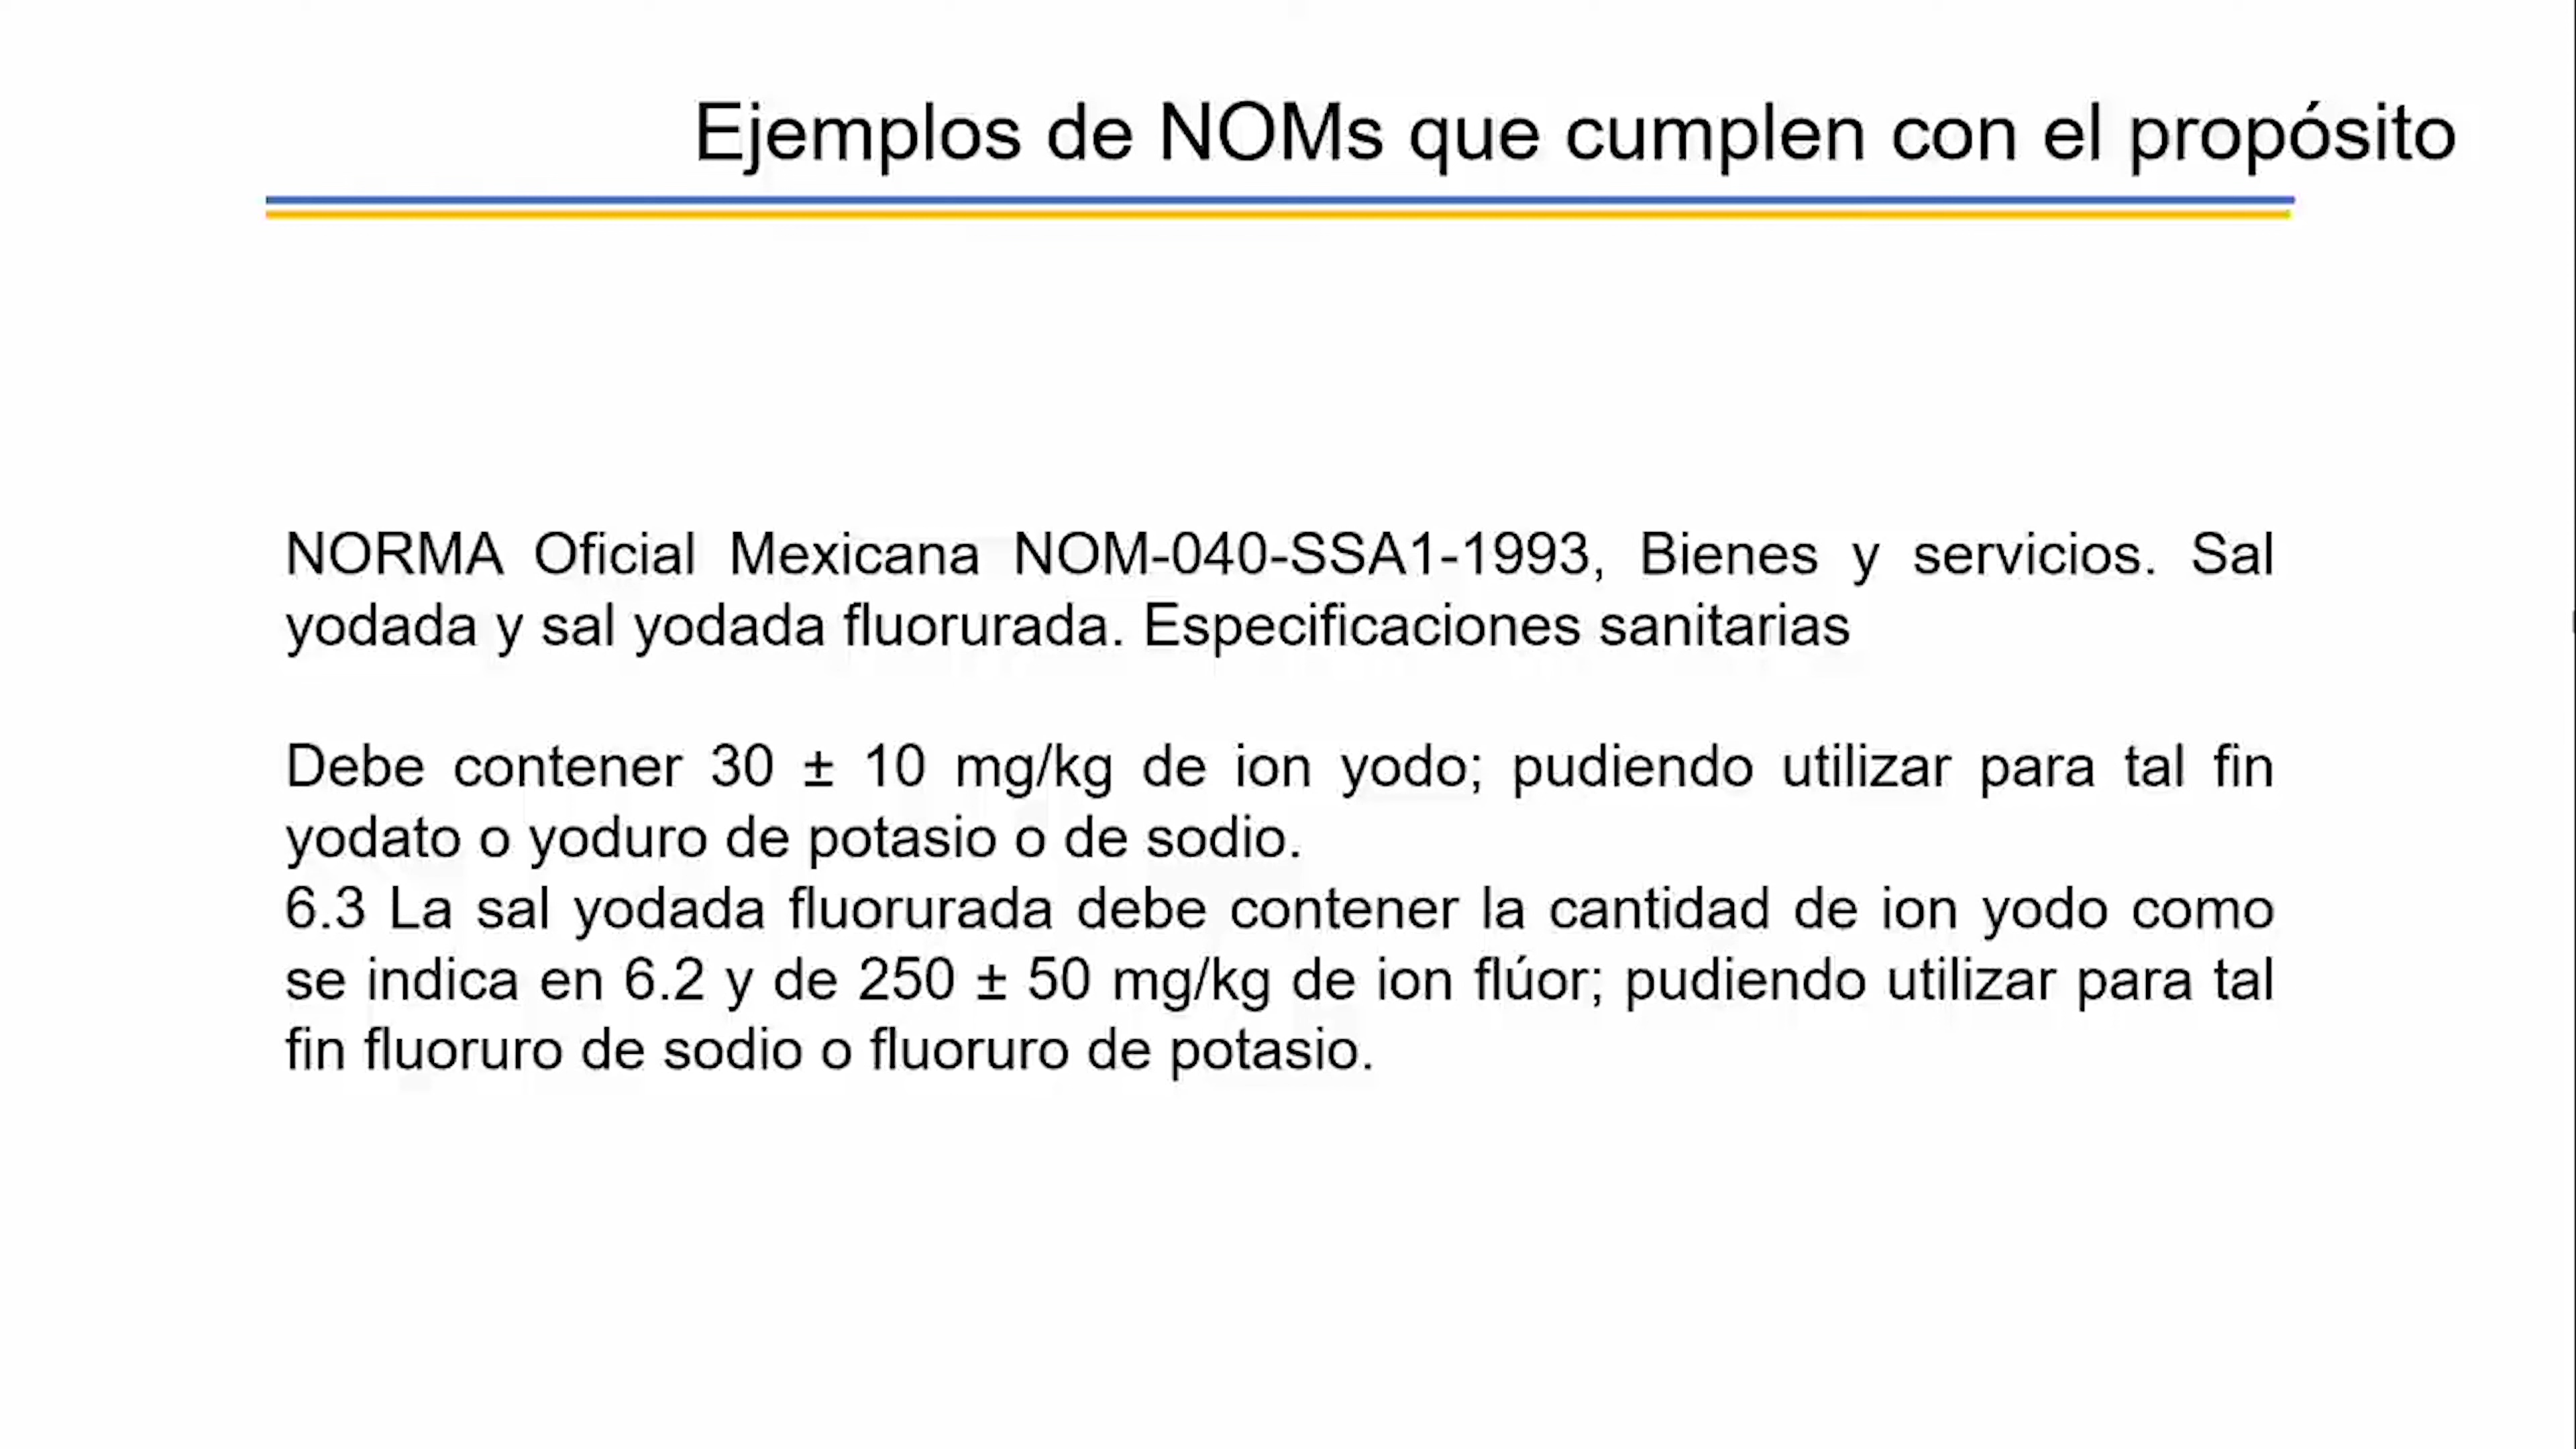 Ejemplos de NOMs que cumplen con el propósito
NORMA Oficial Mexicana NOM-040-SSA1-1993, Bienes y servicios. Sal
yodada y sal yodada fluorurada. Especificaciones sanitarias
Debe contener 30 ± 10 mg/kg de ion yodo; pudiendo utilizar para tal fin
yodato o yoduro de potasio o de sodio.
6.3 La sal yodada fluorurada debe contener la cantidad de ion yodo como
se indica en 6.2 y de 250 ± 50 mg/kg de ion flúor; pudiendo utilizar para tal
fin fluoruro de sodio o fluoruro de potasio.